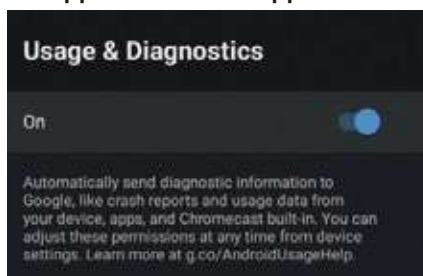 Usage & Diagnostics
On
Automatically send diagnostic information to
Google, like crash reports and usage data from
your device, apps, and Chromecast built-in. You can
adjust these permissions at any time from device
settings. Learn more at g.co/AndroidUsageHelp.